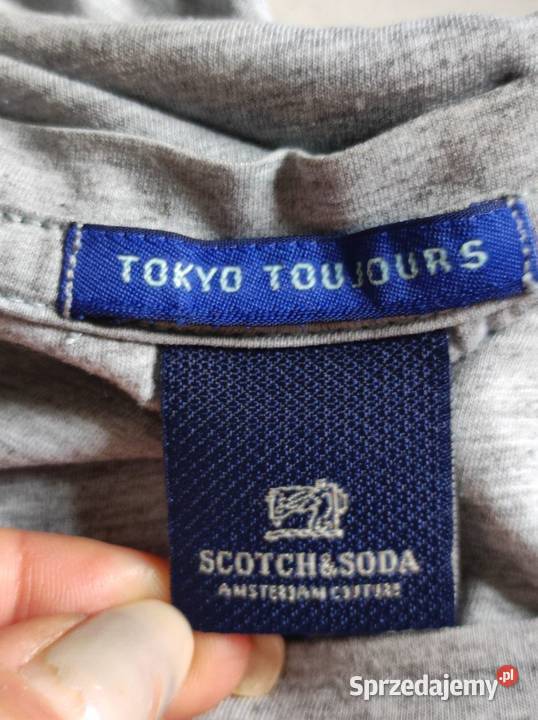 TOKYO TOUJOURS
SCOTCH & SODA
AMSTERDAM COUTURE
Sprzedajemy.pl